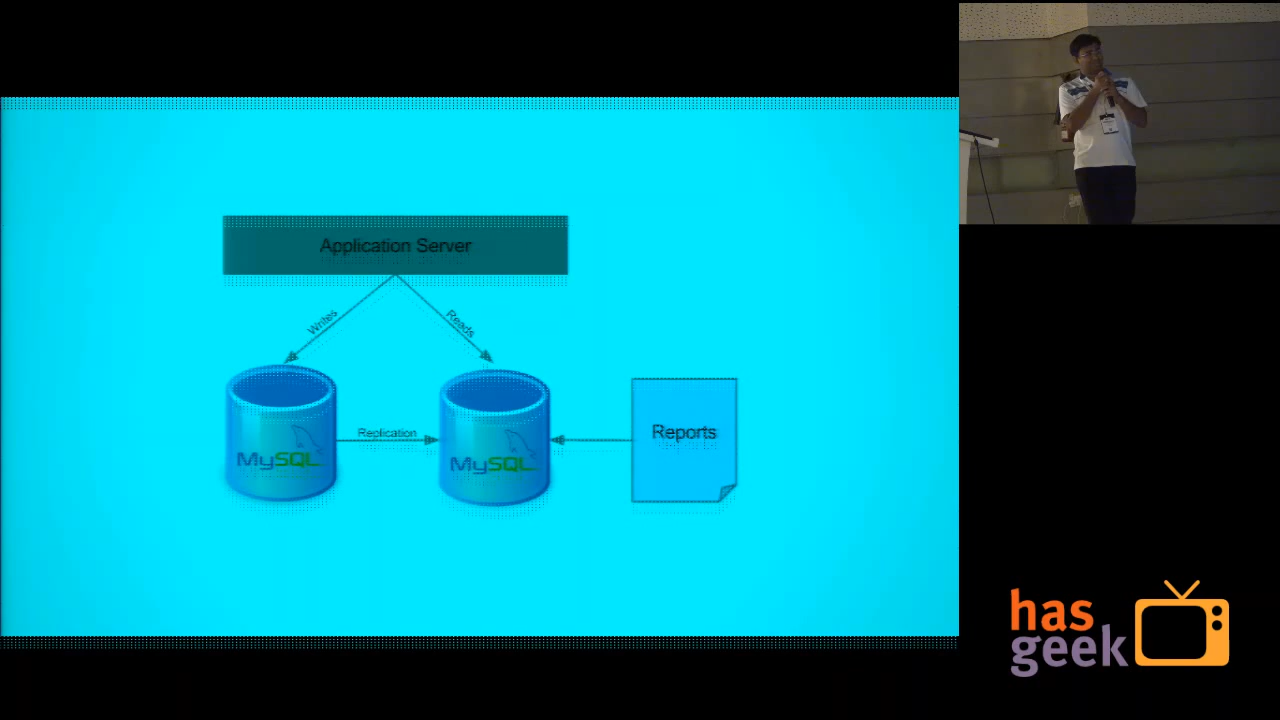 Application Server
Writes
Reads
MySQL
Replication
MySQL
Reports
has
geek